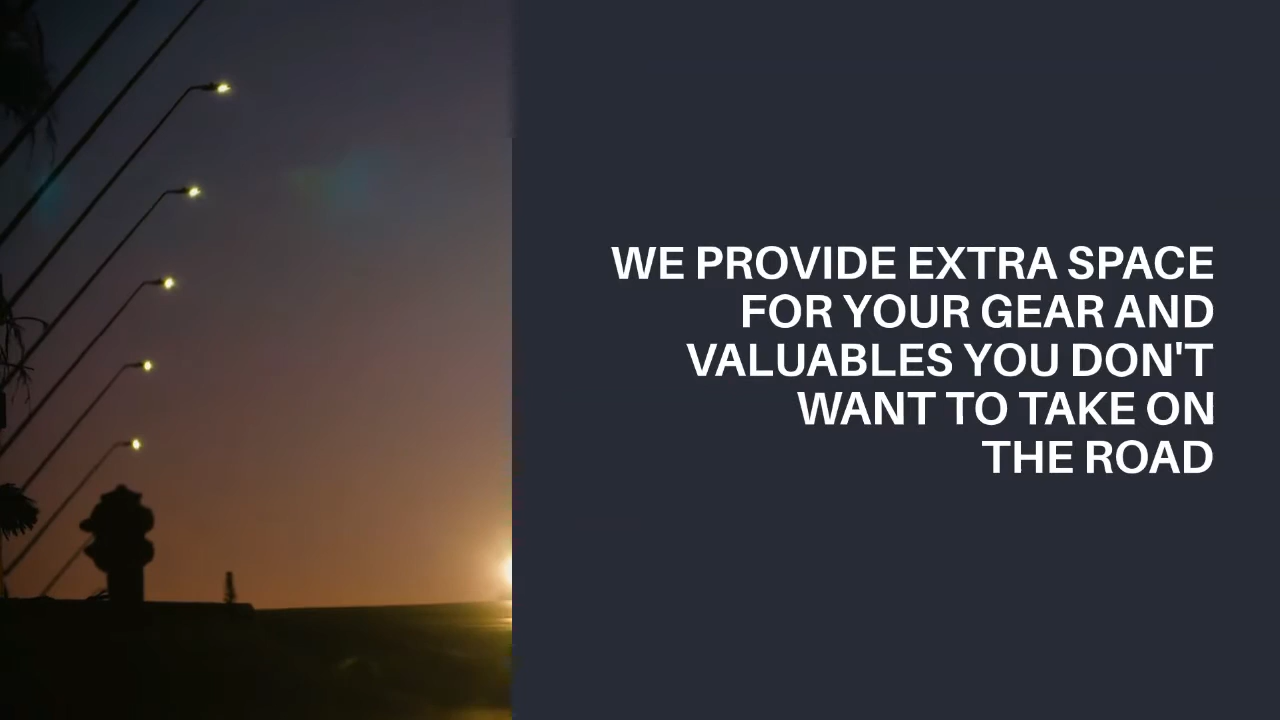 WE PROVIDE EXTRA SPACE
FOR YOUR GEAR AND
VALUABLES YOU DON'T
WANT TO TAKE ON
THE ROAD